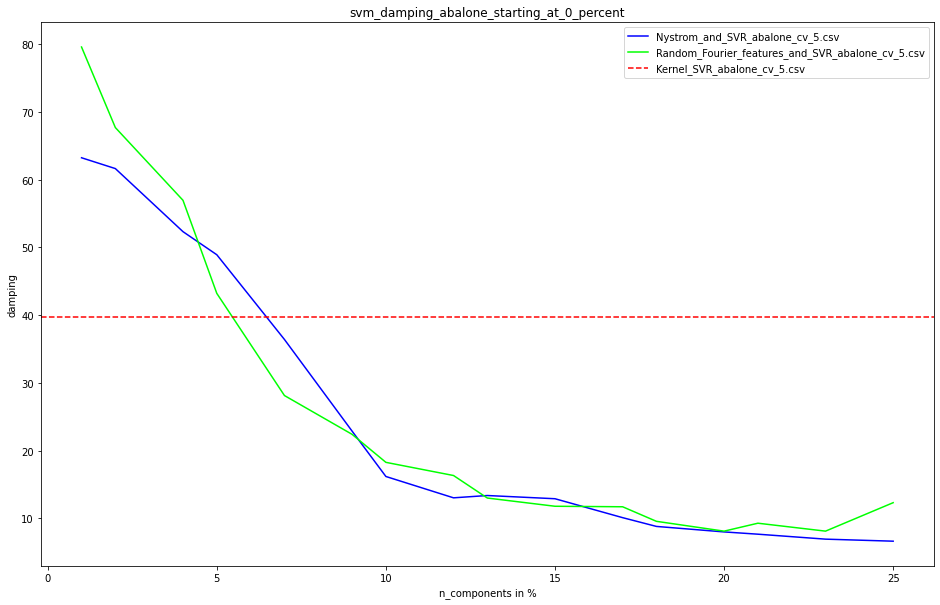 svm_damping_abalone_starting_at_0_percent
Nystrom_and_SVR_abalone_cv_5.csv
Random_Fourier_features_and_SVR_abalone_cv_5.csv
Kernel_SVR_abalone_cv_5.csv
80
70
60
50
40
30
20
10
damping
0 5 10 15 20 25
n_components in %